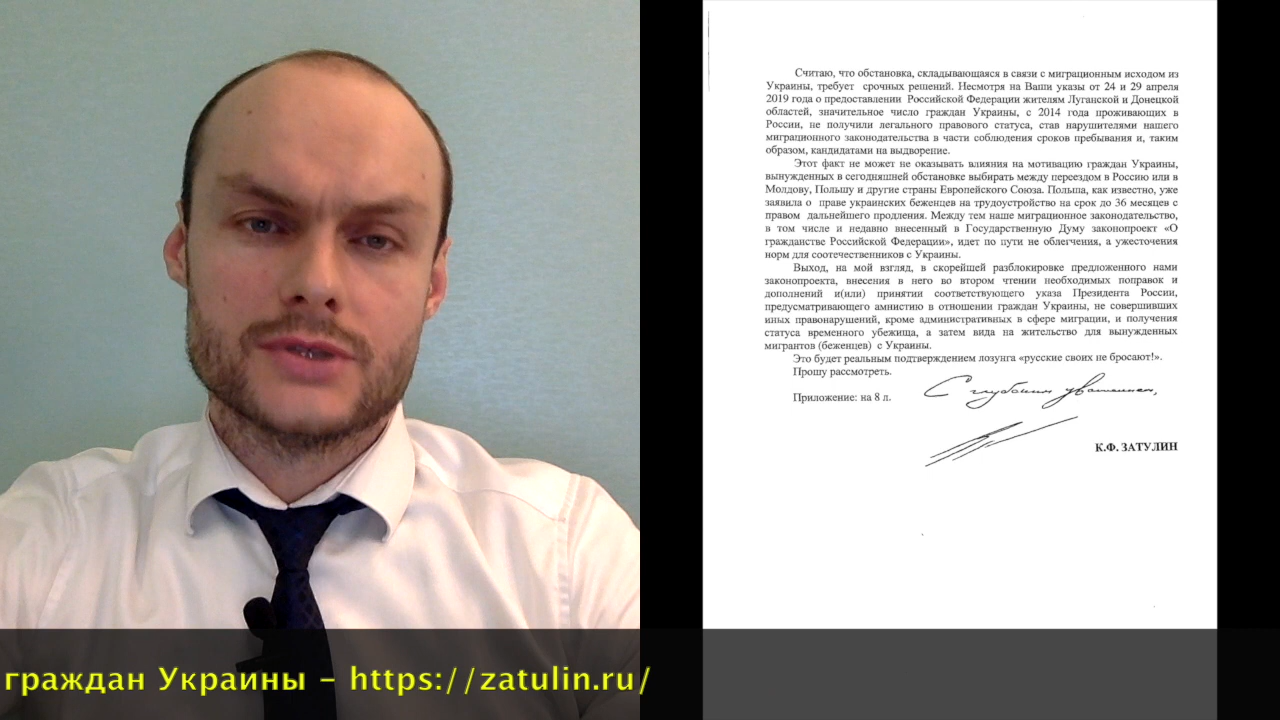 Считаю, что обстановка, складывающаяся в связи с миграционным исходом из
Украины, требует срочных решений. Несмотря на Ваши указы от 24 и 29 апреля
2019 года о предоставлении Российской Федерации жителям Луганской и Донецкой
областей, значительное число граждан Украины, с 2014 года проживающих в
России, не получили легального правового статуса, став нарушителями нашего
миграционного законодательства в части соблюдения сроков пребывания и, таким
образом, кандидатами на выдворение.
Этот факт не может не оказывать влияния на мотивацию граждан Украины,
вынужденных в сегодняшней обстановке выбирать между переездом в Россию или в
Молдову, Польшу и другие страны Европейского Союза. Польша, как известно, уже
заявила о праве украинских беженцев на трудоустройство на срок до 36 месяцев с
правом дальнейшего продления. Между тем наше миграционное законодательство,
в том числе и недавно внесенный в Государственную Думу законопроект «О
гражданстве Российской Федерации», идет по пути не облегчения, а ужесточения
норм для соотечественников с Украины.
Выход, на мой взгляд, в скорейшей разблокировке предложенного нами
законопроекта, внесения в него во втором чтении необходимых поправок и
дополнений и(или) принятии соответствующего указа Президента России,
предусматривающего амнистию в отношении граждан Украины, не совершивших
иных правонарушений, кроме административных в сфере миграции, и получения
статуса временного убежища, а затем вида на жительство для вынужденных
мигрантов (беженцев) с Украины.
Это будет реальным подтверждением лозунга «русские своих не бросают!».
Прошу рассмотреть.
Приложение: на 8 л.
С глубоким уважением,
К.Ф. ЗАТУЛИН
граждан Украины – https://zatulin.ru/